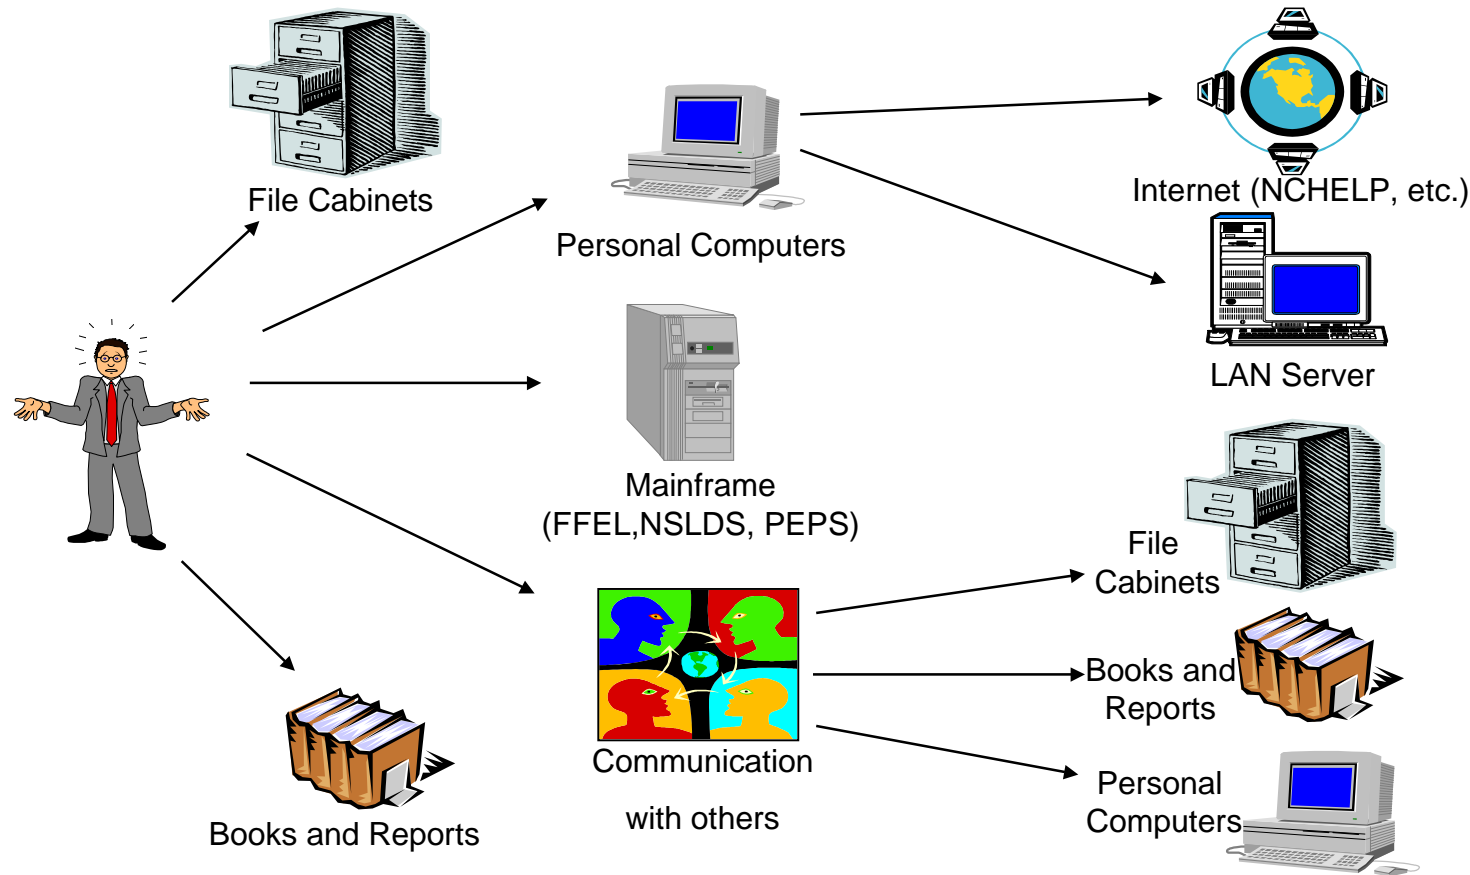 File Cabinets
Personal Computers
Internet (NCHELP, etc.)
LAN Server
Mainframe
(FFEL,NSLDS, PEPS)
File
Cabinets
Books and
Reports
Communication
with others
Personal
Computers
Books and Reports